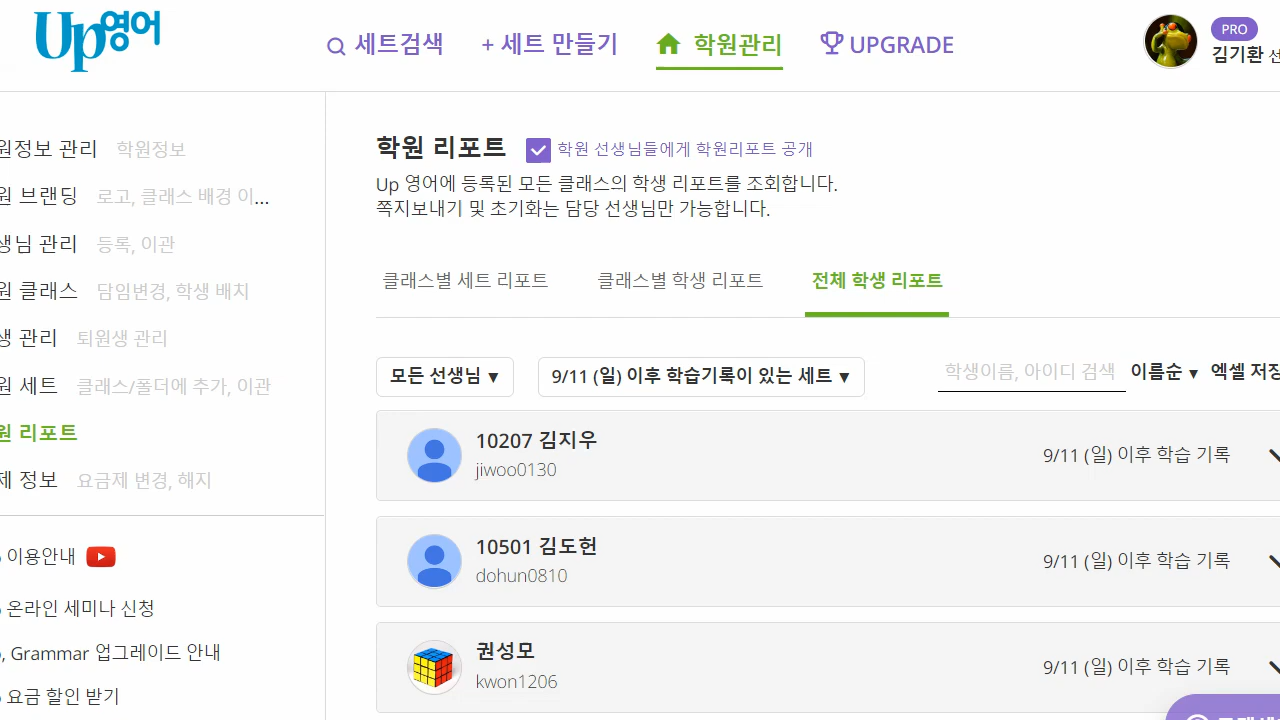 Up영어
세트검색
+ 세트 만들기
학원관리
UPGRADE
PRO
김기환 선
원정보 관리 학원정보
원 브랜딩 로고, 클래스 배경 이...
생님 관리 등록, 이관
원 클래스 담임변경, 학생 배치
생 관리 퇴원생 관리
원 세트 클래스/폴더에 추가, 이관
원 리포트
제 정보 요금제 변경, 해지
이용안내
온라인 세미나 신청
, Grammar 업그레이드 안내
요금 할인 받기
학원 리포트 학원 선생님들에게 학원리포트 공개
Up 영어에 등록된 모든 클래스의 학생 리포트를 조회합니다.
쪽지보내기 및 초기화는 담당 선생님만 가능합니다.
클래스별 세트 리포트 클래스별 학생 리포트 전체 학생 리포트
모든 선생님 ▼ 9/11 (일) 이후 학습기록이 있는 세트 ▼ 학생이름, 아이디 검색 이름순 ▼ 엑셀 저장
10207 김지우
jiwoo0130
9/11 (일) 이후 학습 기록
10501 김도헌
dohun0810
9/11 (일) 이후 학습 기록
권성모
kwon1206
9/11 (일) 이후 학습 기록